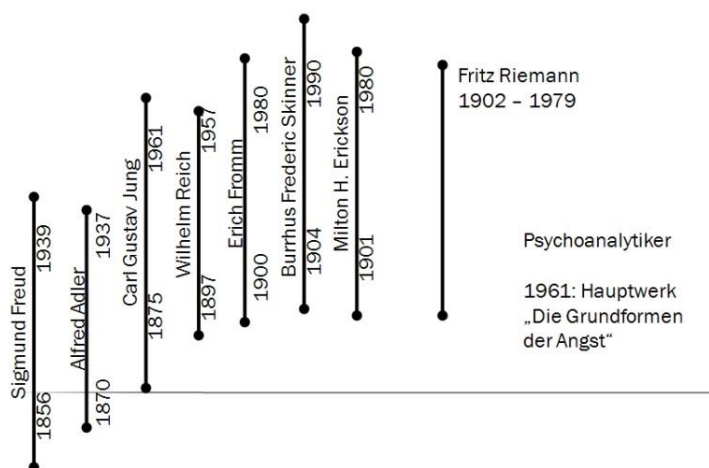 Sigmund Freud
1856
1939
Alfred Adler
1870
1937
Carl Gustav Jung
1875
1961
Wilhelm Reich
1897
1957
Erich Fromm
1900
1980
Burrhus Frederic Skinner
1904
1990
Milton H. Erickson
1901
1980
Fritz Riemann
1902 – 1979
Psychoanalytiker
1961: Hauptwerk
„Die Grundformen
der Angst“